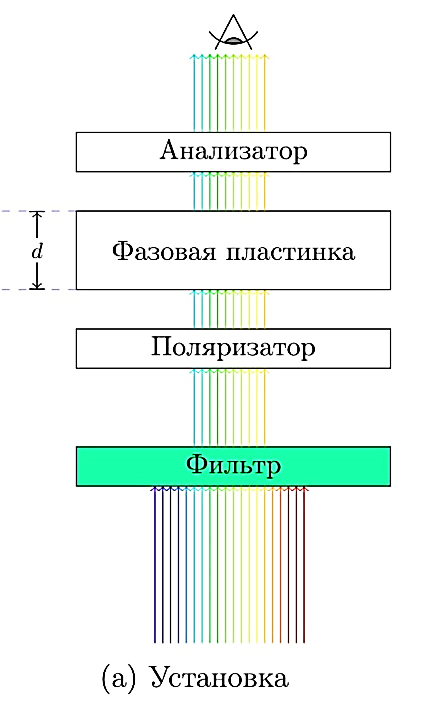 Анализатор
d
Фазовая пластинка
Поляризатор
Фильтр
(a) Установка